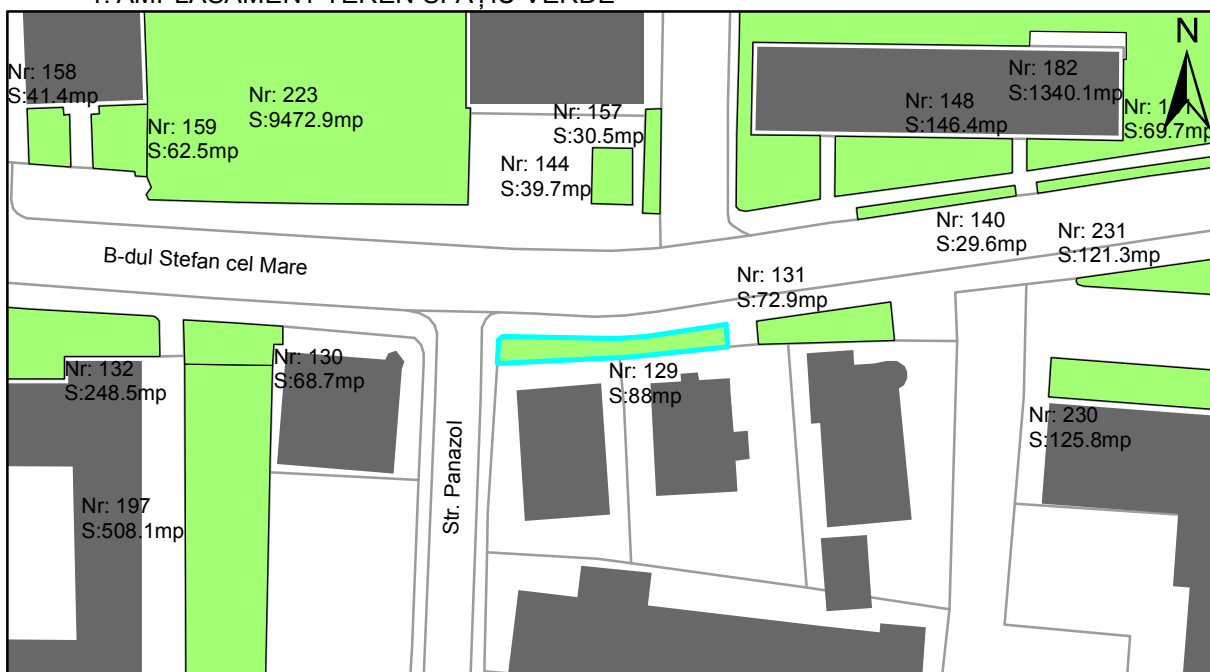 1. AMPLASAMENT TEREN SPAȚIU VERDE
N
Nr: 158
S:41.4mp
Nr: 223
S:9472.9mp
Nr: 159
S:62.5mp
Nr: 157
S:30.5mp
Nr: 144
S:39.7mp
Nr: 182
S:1340.1mp
Nr: 148
S:146.4mp
S:69.7mp
Nr: 140
S:29.6mp
Nr: 231
S:121.3mp
B-dul Stefan cel Mare
Nr: 131
S:72.9mp
Nr: 132
S:248.5mp
Nr: 130
S:68.7mp
Nr: 129
S:88mp
Nr: 230
S:125.8mp
Str. Panazol
Nr: 197
S:508.1mp